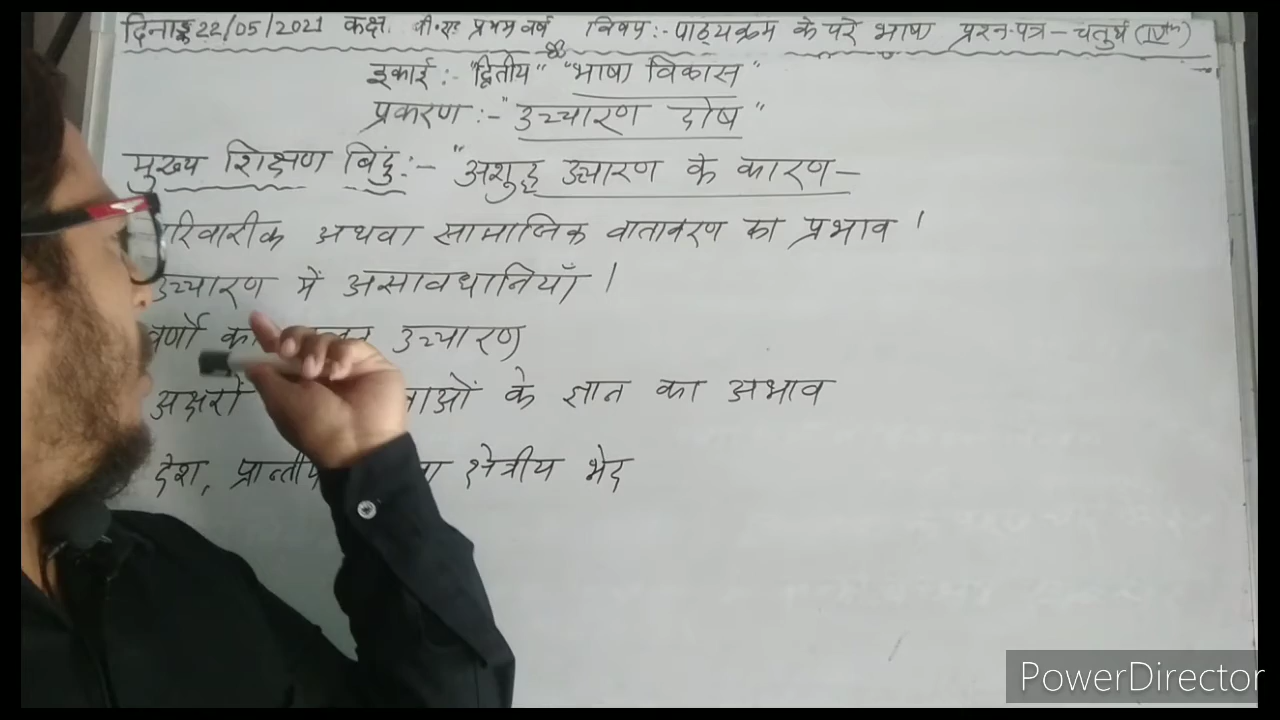 दिनाङ्क 22/05/2021 कक्षा बी.एड प्रथम वर्ष विषय:- पाठ्यक्रम के परे भाषा प्रश्न-पत्र - चतुर्थ (IVth)
इकाई:- "द्वितीय" "भाषा विकास"
प्रकरण:- "उच्चारण दोष"
मुख्य शिक्षण बिंदु:- "अशुद्ध उच्चारण के कारण-
रिवारीक अथवा सामाजिक वातावरण का प्रभाव।
उच्चारण में असावधानियाँ।
वर्णों का उच्चारण
अक्षरों के ज्ञान का अभाव
देश, क्षेत्रीय भेद
PowerDirector